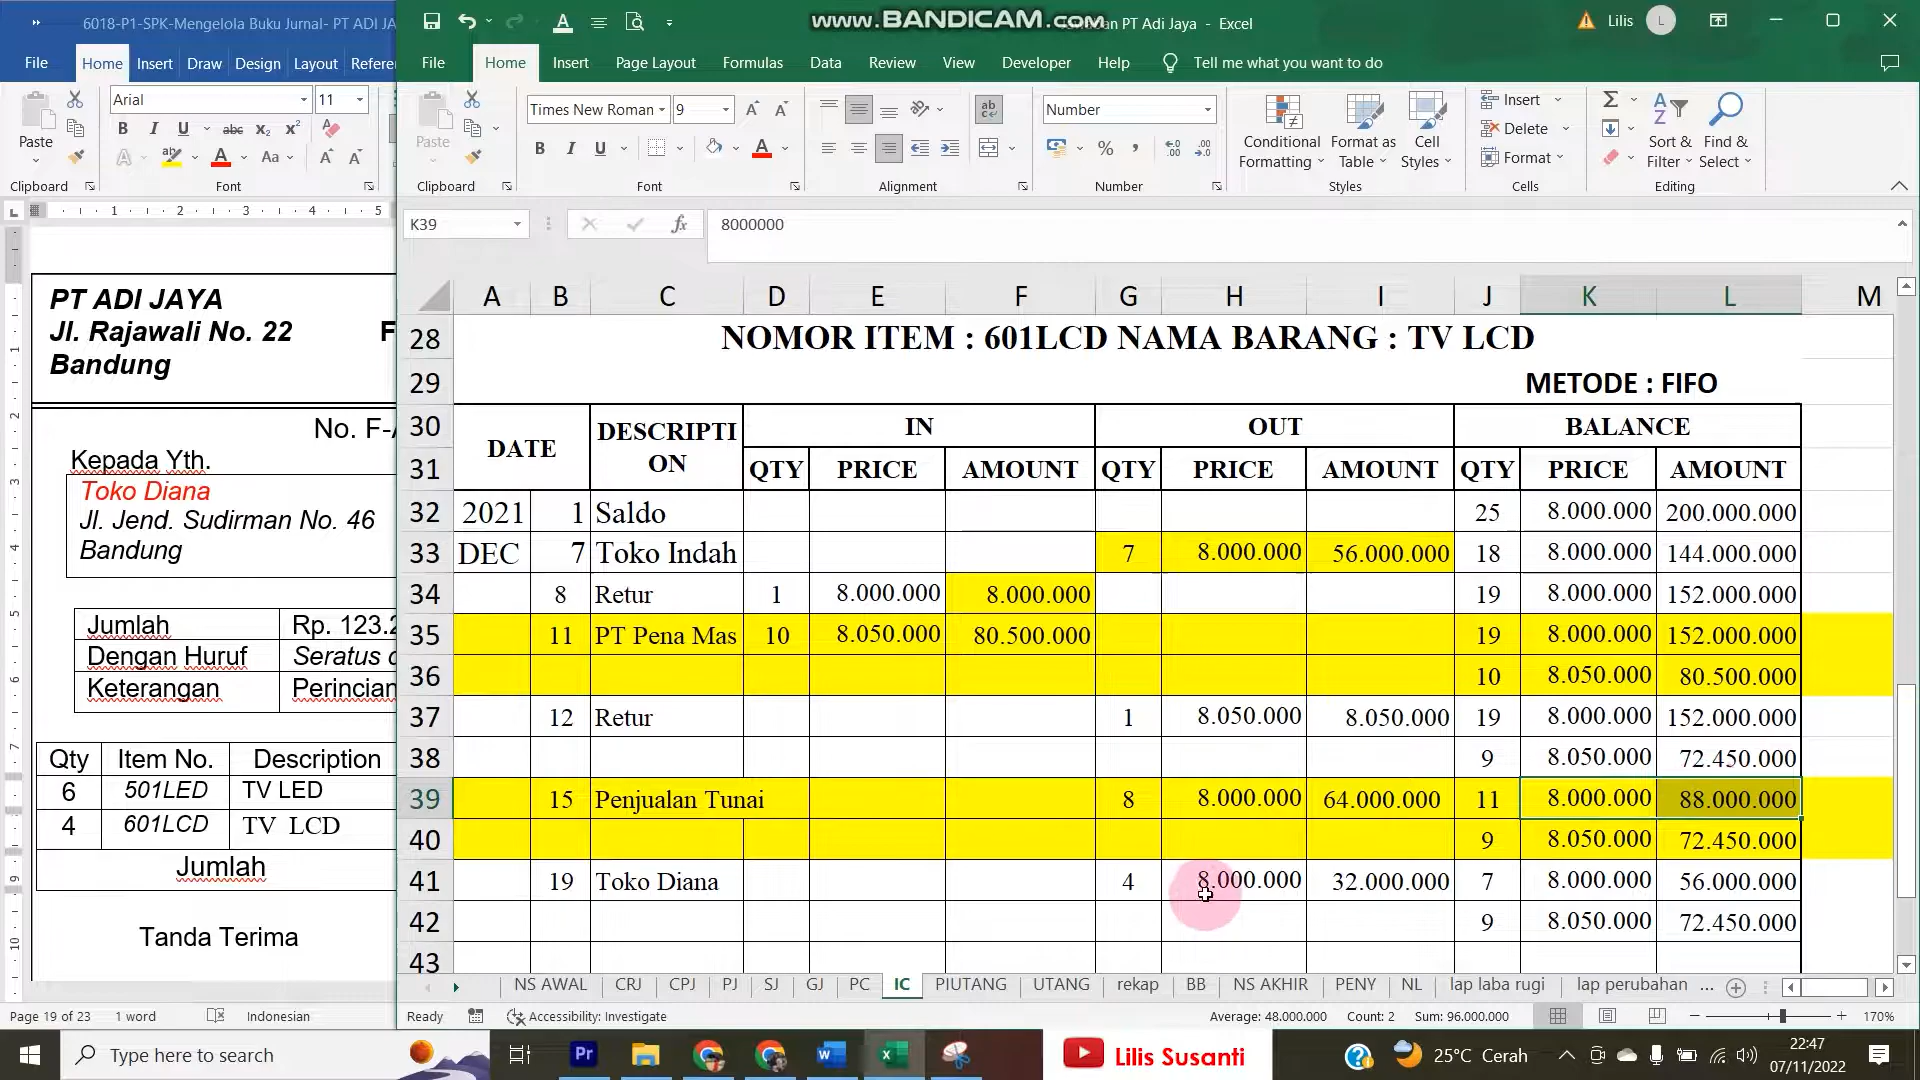 6018-P1-SPK-Mengelola Buku Jurnal- PT ADI JA
File Home Insert Draw Design Layout Refere
Arial 11
Paste
Clipboard Font
PT ADI JAYA
Jl. Rajawali No. 22 F
Bandung
No. F-A
Kepada Yth.
Toko Diana
Jl. Jend. Sudirman No. 46
Bandung
Jumlah Rp. 123.2
Dengan Huruf Seratus d
Keterangan Perincian
Qty Item No. Description
6 501LED TV LED
4 601LCD TV LCD
Jumlah
Tanda Terima
Page 19 of 23 1 word Indonesian
www.BANDICAM.com
an PT Adi Jaya - Excel
Lilis L
File Home Insert Page Layout Formulas Data Review View Developer Help Tell me what you want to do
Times New Roman 9
Number
Paste
Conditional Formatting
Format as Table
Cell Styles
Insert
Delete
Format
Sort & Filter
Find & Select
Clipboard Font Alignment Number Styles Cells Editing
K39 fx 8000000
A B C D E F G H I J K L M
28 NOMOR ITEM : 601LCD NAMA BARANG : TV LCD
29 METODE : FIFO
30 DATE DESCRIPTI ON IN OUT BALANCE
31 QTY PRICE AMOUNT QTY PRICE AMOUNT QTY PRICE AMOUNT
32 2021 1 Saldo 25 8.000.000 200.000.000
33 DEC 7 Toko Indah 7 8.000.000 56.000.000 18 8.000.000 144.000.000
34 8 Retur 1 8.000.000 8.000.000 19 8.000.000 152.000.000
35 11 PT Pena Mas 10 8.050.000 80.500.000 19 8.000.000 152.000.000
36 10 8.050.000 80.500.000
37 12 Retur 1 8.050.000 8.050.000 19 8.000.000 152.000.000
38 9 8.050.000 72.450.000
39 15 Penjualan Tunai 8 8.000.000 64.000.000 11 8.000.000 88.000.000
40 9 8.050.000 72.450.000
41 19 Toko Diana 4 8.000.000 32.000.000 7 8.000.000 56.000.000
42 9 8.050.000 72.450.000
43
NS AWAL CRJ CPJ PJ SJ GJ PC IC PIUTANG UTANG rekap BB NS AKHIR PENY NL lap laba rugi lap perubahan ...
Ready Accessibility: Investigate Average: 48.000.000 Count: 2 Sum: 96.000.000 170%
Type here to search
Lilis Susanti
25°C Cerah
22:47
07/11/2022